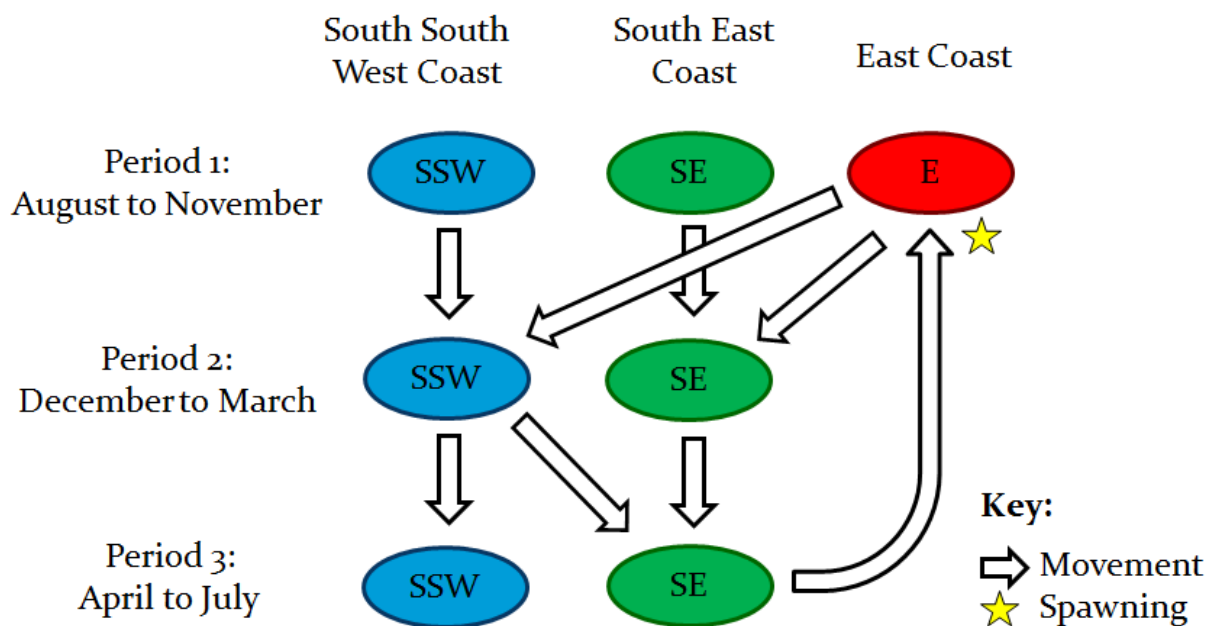 South South
West Coast
South East
Coast
East Coast
Period 1:
August to November
SSW
SE
E
Period 2:
December to March
SSW
SE
Period 3:
April to July
SSW
SE
Key:
Movement
Spawning